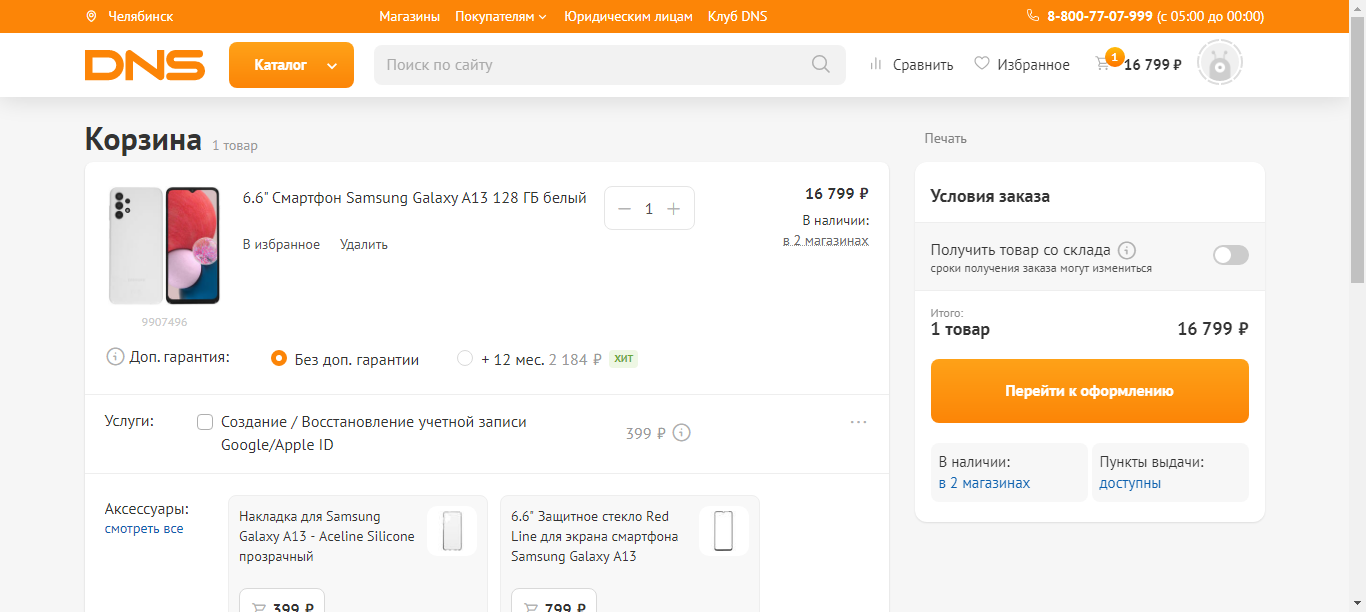 Челябинск
Магазины Покупателям Юридическим лицам Клуб DNS
8-800-77-07-999 (с 05:00 до 00:00)
DNS
Каталог
Поиск по сайту
Сравнить
Избранное
1
16 799 ₽
Корзина 1 товар
6.6" Смартфон Samsung Galaxy A13 128 ГБ белый
1
16 799 ₽
В наличии:
в 2 магазинах
В избранное Удалить
9907496
Доп. гарантия:
Без доп. гарантии
+ 12 мес. 2 184 ₽ ХИТ
Услуги:
Создание / Восстановление учетной записи
Google/Apple ID
399 ₽
Аксессуары:
смотреть все
Накладка для Samsung
Galaxy A13 - Aceline Silicone
прозрачный
399 ₽
6.6" Защитное стекло Red
Line для экрана смартфона
Samsung Galaxy A13
799 ₽
Печать
Условия заказа
Получить товар со склада
сроки получения заказа могут измениться
Итого:
1 товар 16 799 ₽
Перейти к оформлению
В наличии:
в 2 магазинах
Пункты выдачи:
доступны